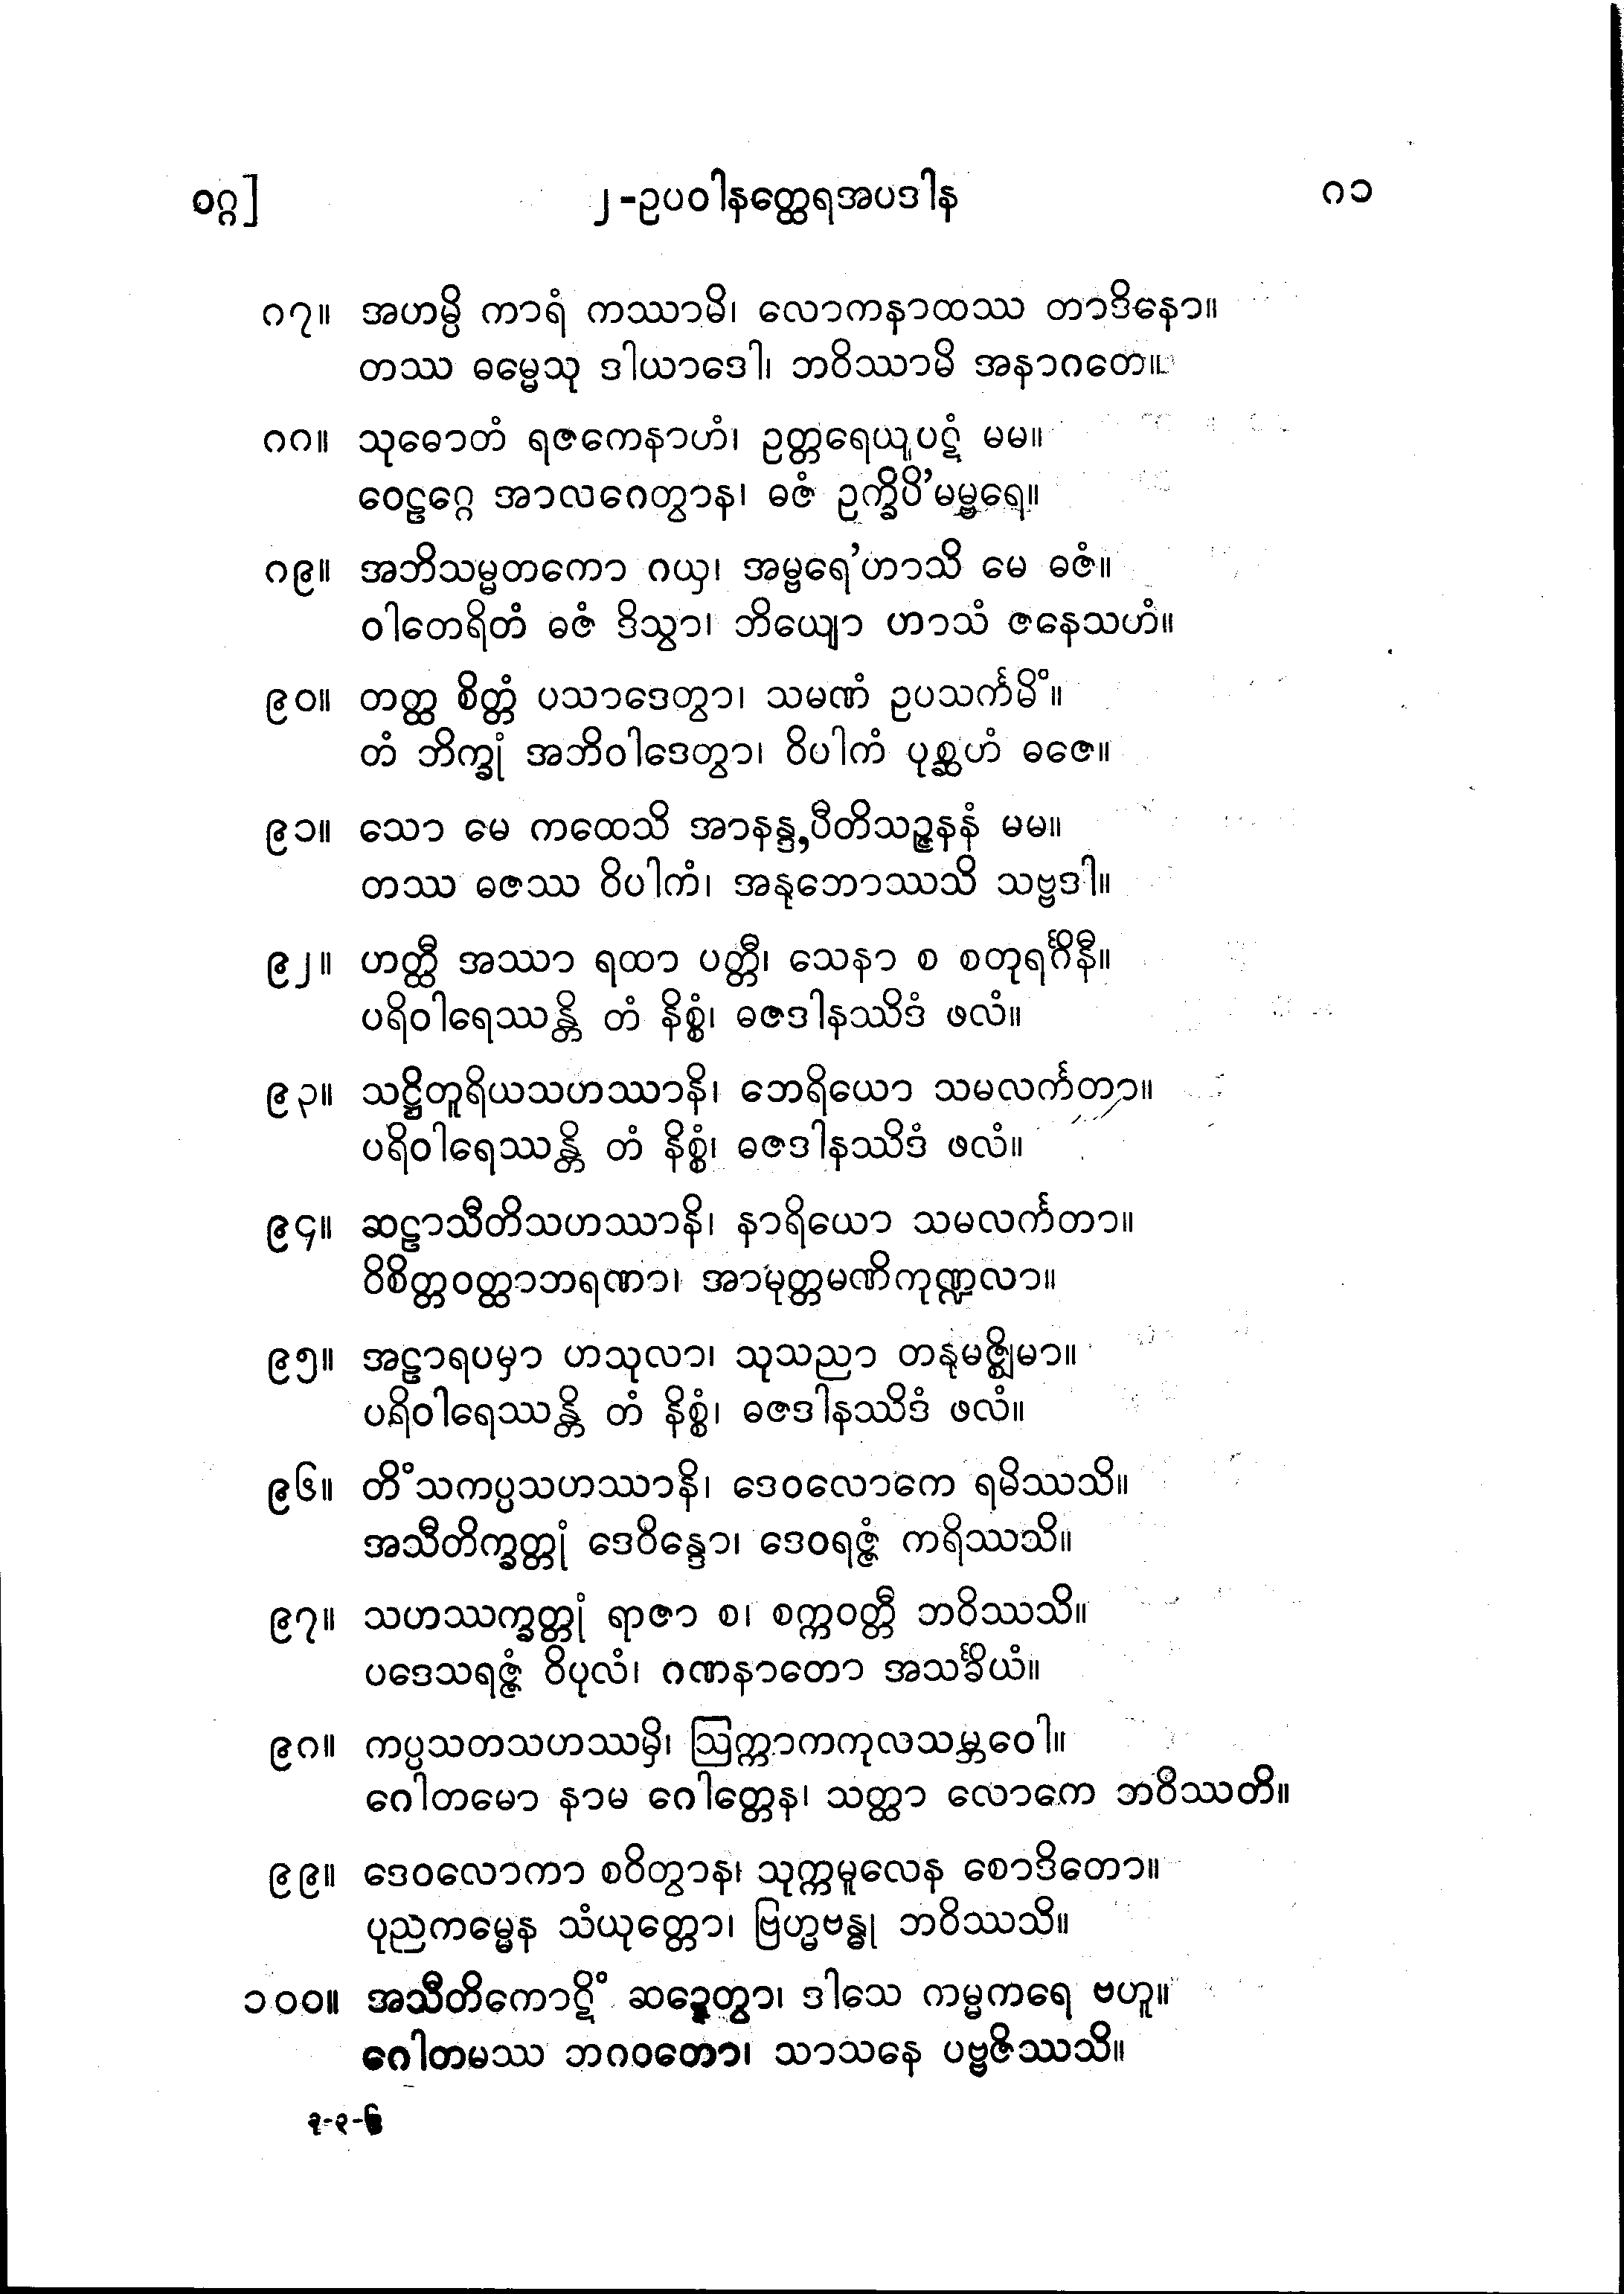 ဝဂ္ဂ] ၂-ဥပဝါနတ္ထေရအပဒါန ဂ၁
ဂ၇။ အဟမ္ပိ ကာရံ ကဿာမိ၊ လောကနာထဿ တာဒိနော။
တဿ ဓမ္မေသု ဒါယာဒေါ၊ ဘဝိဿာမိ အနာဂတေ။
ဂဂ။ သုဓောတံ ရဇကေနာဟံ၊ ဥတ္တရေယျပဋံ မမ။
ဝေဠဂ္ဂေ အာလဂေတွာန၊ ဓဇံ ဥက္ခိပိ’မမ္ဗရေ။
ဂ၉။ အဘိသမ္မတကော ဂယှ၊ အမ္ဗရေ’ဟာသိ မေ ဓဇံ။
ဝါတေရိတံ ဓဇံ ဒိသွာ၊ ဘိယျော ဟာသံ ဇနေသဟံ။
၉၀။ တတ္ထ စိတ္တံ ပသာဒေတွာ၊ သမဏံ ဥပသင်္ကမိံ။
တံ ဘိက္ခုံ အဘိဝါဒေတွာ၊ ဝိပါကံ ပုစ္ဆဟံ ဓဇေ။
၉၁။ သော မေ ကထေသိ အာနန္ဒ,ပီတိသဉ္ဇနနံ မမ။
တဿ ဓဇဿ ဝိပါကံ၊ အနုဘောဿသိ သဗ္ဗဒါ။
၉၂။ ဟတ္ထီ အဿာ ရထာ ပတ္တီ၊ သေနာ စ စတုရင်္ဂိနီ။
ပရိဝါရေဿန္တိ တံ နိစ္စံ၊ ဓဇဒါနဿိဒံ ဖလံ။
၉၃။ သဋ္ဌိတူရိယသဟဿာနိ၊ ဘေရိယော သမလင်္ကတာ။
ပရိဝါရေဿန္တိ တံ နိစ္စံ၊ ဓဇဒါနဿိဒံ ဖလံ။
၉၄။ ဆဠာသီတိသဟဿာနိ၊ နာရိယော သမလင်္ကတာ။
ဝိစိတ္တဝတ္ထာဘရဏာ၊ အာမုတ္တမဏိကုဏ္ဍလာ။
၉၅။ အဠာရပမှာ ဟသုလာ၊ သုသညာ တနုမဇ္ဈိမာ။
ပရိဝါရေဿန္တိ တံ နိစ္စံ၊ ဓဇဒါနဿိဒံ ဖလံ။
၉၆။ တိံသကပ္ပသဟဿာနိ၊ ဒေဝလောကေ ရမိဿသိ။
အသီတိက္ခတ္တုံ ဒေဝိန္ဒော၊ ဒေဝရဇ္ဇံ ကရိဿသိ။
၉၇။ သဟဿက္ခတ္တုံ ရာဇာ စ၊ စက္ကဝတ္တီ ဘဝိဿသိ။
ပဒေသရဇ္ဇံ ဝိပုလံ၊ ဂဏနာတော အသင်္ခိယံ။
၉ဂ။ ကပ္ပသတသဟဿမှိ၊ ဩက္ကာကကုလသမ္ဘဝေါ။
ဂေါတမော နာမ ဂေါတ္တေန၊ သတ္ထာ လောကေ ဘဝိဿတိ။
၉၉။ ဒေဝလောကာ စဝိတွာန၊ သုက္ကမူလေန စောဒိတော။
ပုညကမ္မေန သံယုတ္တော၊ ဗြဟ္မဗန္ဓု ဘဝိဿသိ။
၁၀၀။ အသီတိကောဋိံ ဆဍ္ဍေတွာ၊ ဒါသေ ကမ္မကရေ ဗဟူ။
ဂေါတမဿ ဘဂဝတော၊ သာသနေ ပဗ္ဗဇိဿသိ။